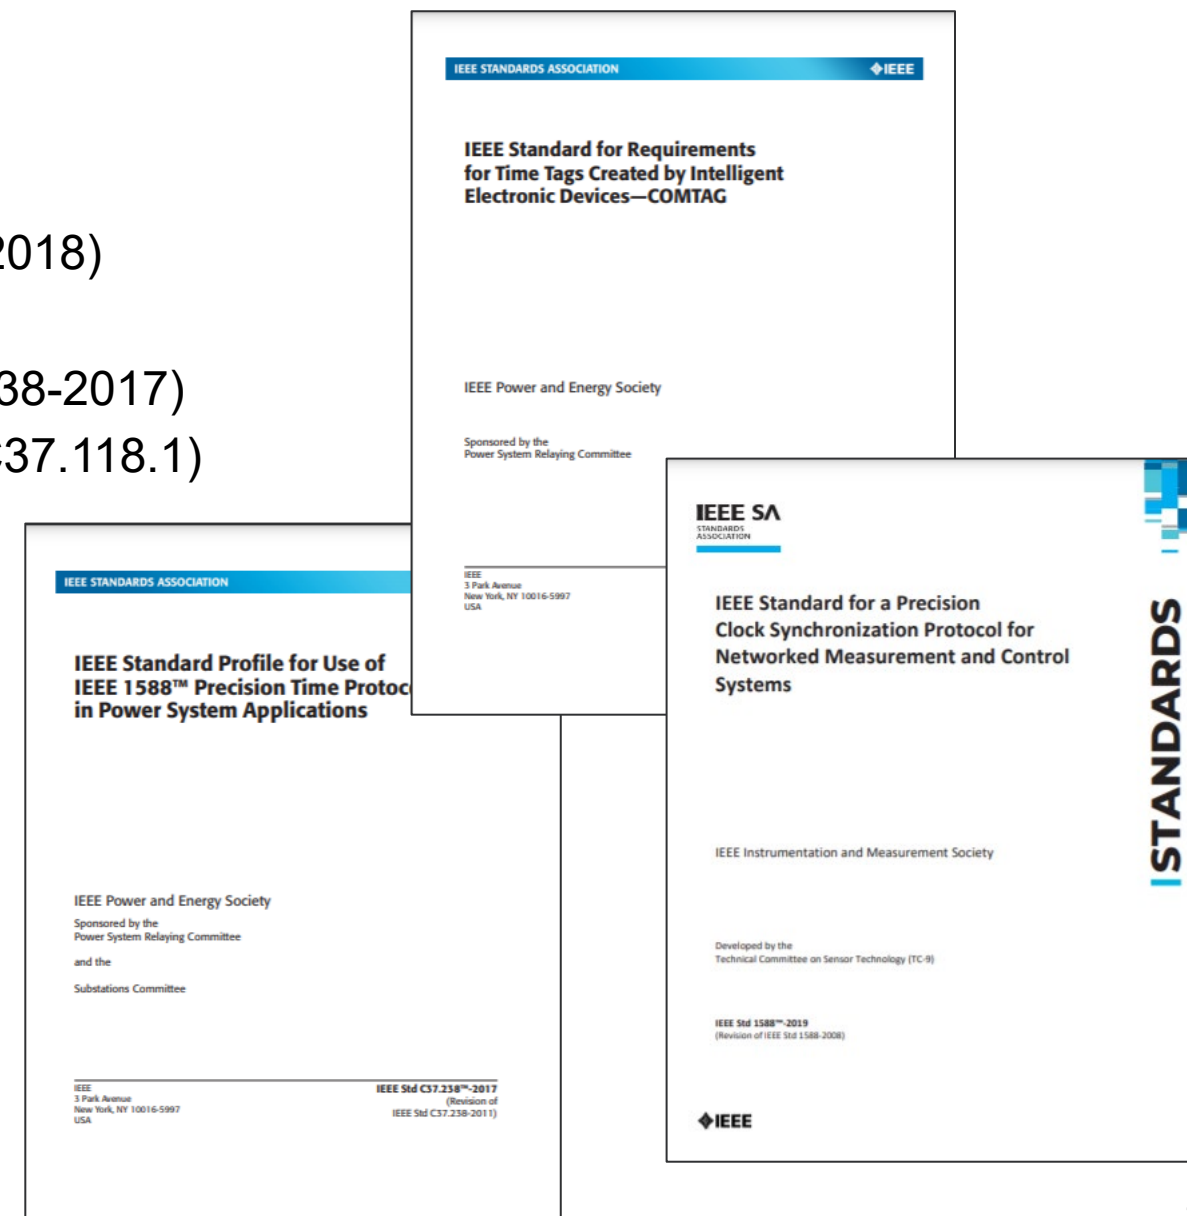 2018)
38-2017)
C37.118.1)
IEEE STANDARDS ASSOCIATION
IEEE
IEEE Standard for Requirements
for Time Tags Created by Intelligent
Electronic Devices—COMTAG
IEEE Power and Energy Society
Sponsored by the
Power System Relaying Committee
IEEE
3 Park Avenue
New York, NY 10016-5997
USA
IEEE STANDARDS ASSOCIATION
IEEE Standard Profile for Use of
IEEE 1588™ Precision Time Protoc
in Power System Applications
IEEE Power and Energy Society
Sponsored by the
Power System Relaying Committee
and the
Substations Committee
IEEE
3 Park Avenue
New York, NY 10016-5997
USA
IEEE Std C37.238™-2017
(Revision of
IEEE Std C37.238-2011)
IEEE SA
STANDARDS
ASSOCIATION
IEEE Standard for a Precision
Clock Synchronization Protocol for
Networked Measurement and Control
Systems
IEEE Instrumentation and Measurement Society
Developed by the
Technical Committee on Sensor Technology (TC-9)
IEEE Std 1588™-2019
(Revision of IEEE Std 1588-2008)
IEEE
STANDARDS